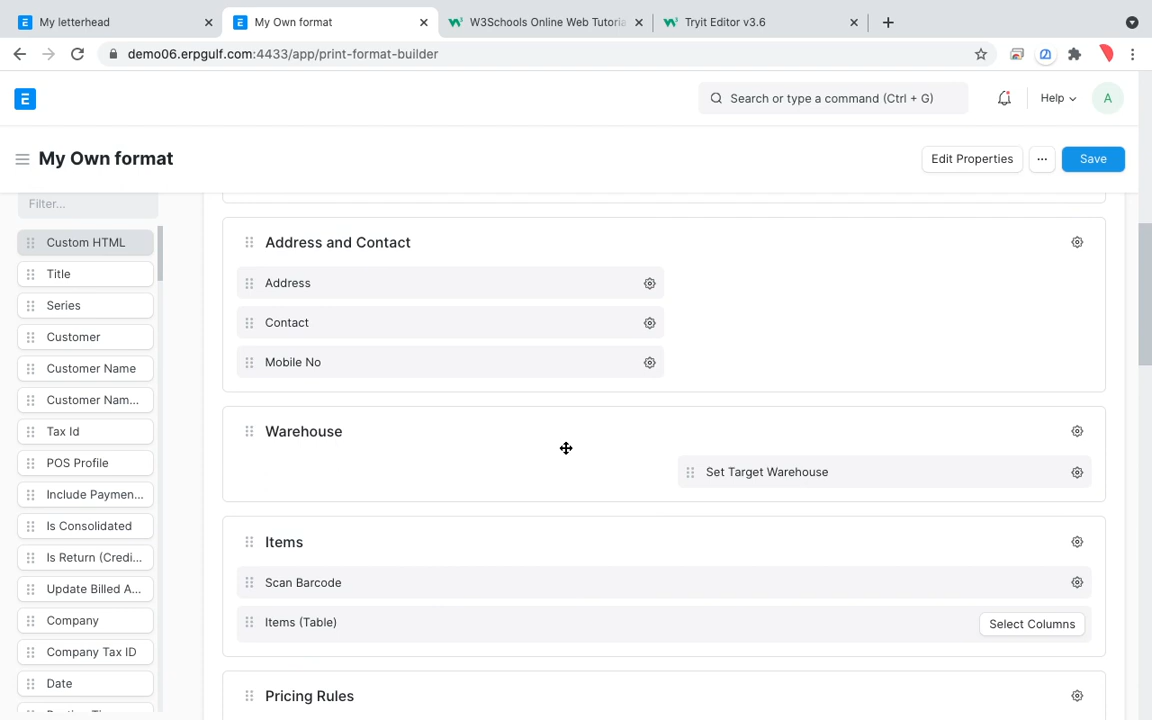 My letterhead
My Own format
W3Schools Online Web Tutoria
Tryit Editor v3.6
demo06.erpgulf.com:4433/app/print-format-builder
E
Search or type a command (Ctrl + G)
Help
A
My Own format
Edit Properties
...
Save
Filter...
Custom HTML
Title
Series
Customer
Customer Name
Customer Nam...
Tax Id
POS Profile
Include Paymen...
Is Consolidated
Is Return (Credi...
Update Billed A...
Company
Company Tax ID
Date
Address and Contact
Address
Contact
Mobile No
Warehouse
Set Target Warehouse
Items
Scan Barcode
Items (Table)
Select Columns
Pricing Rules